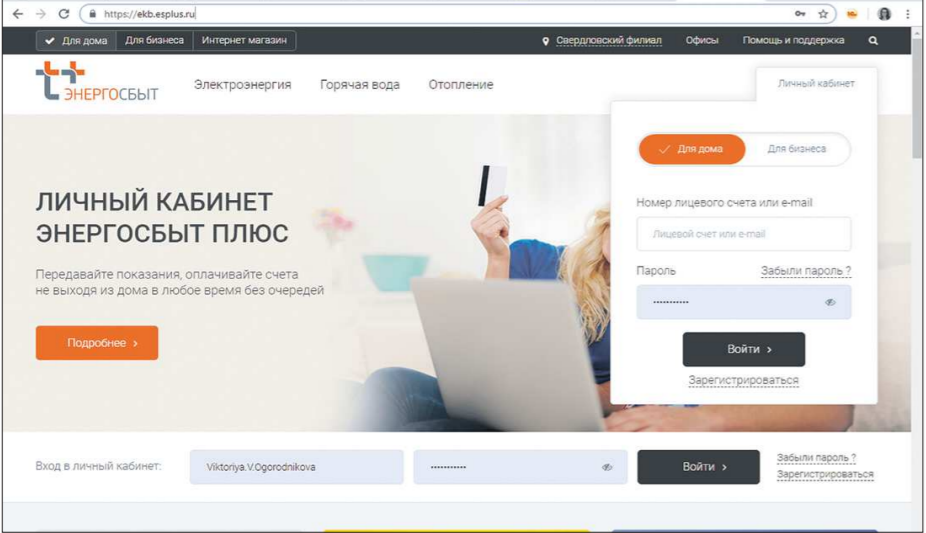 https://ekb.esplus.ru
Для дома Для бизнеса Интернет магазин Свердловский филиал Офисы Помощь и поддержка
ЭНЕРГОСБЫТ Электроэнергия Горячая вода Отопление Личный кабинет
Для дома Для бизнеса
ЛИЧНЫЙ КАБИНЕТ
ЭНЕРГОСБЫТ ПЛЮС
Передавайте показания, оплачивайте счета
не выходя из дома в любое время без очередей
Подробнее >
Номер лицевого счета или e-mail
Лицевой счет или e-mail
Пароль Забыли пароль ?
•••••••••••
Войти >
Зарегистрироваться
Вход в личный кабинет: Viktoriya.V.Ogorodnikova ••••••••••• Войти > Забыли пароль ?
Зарегистрироваться